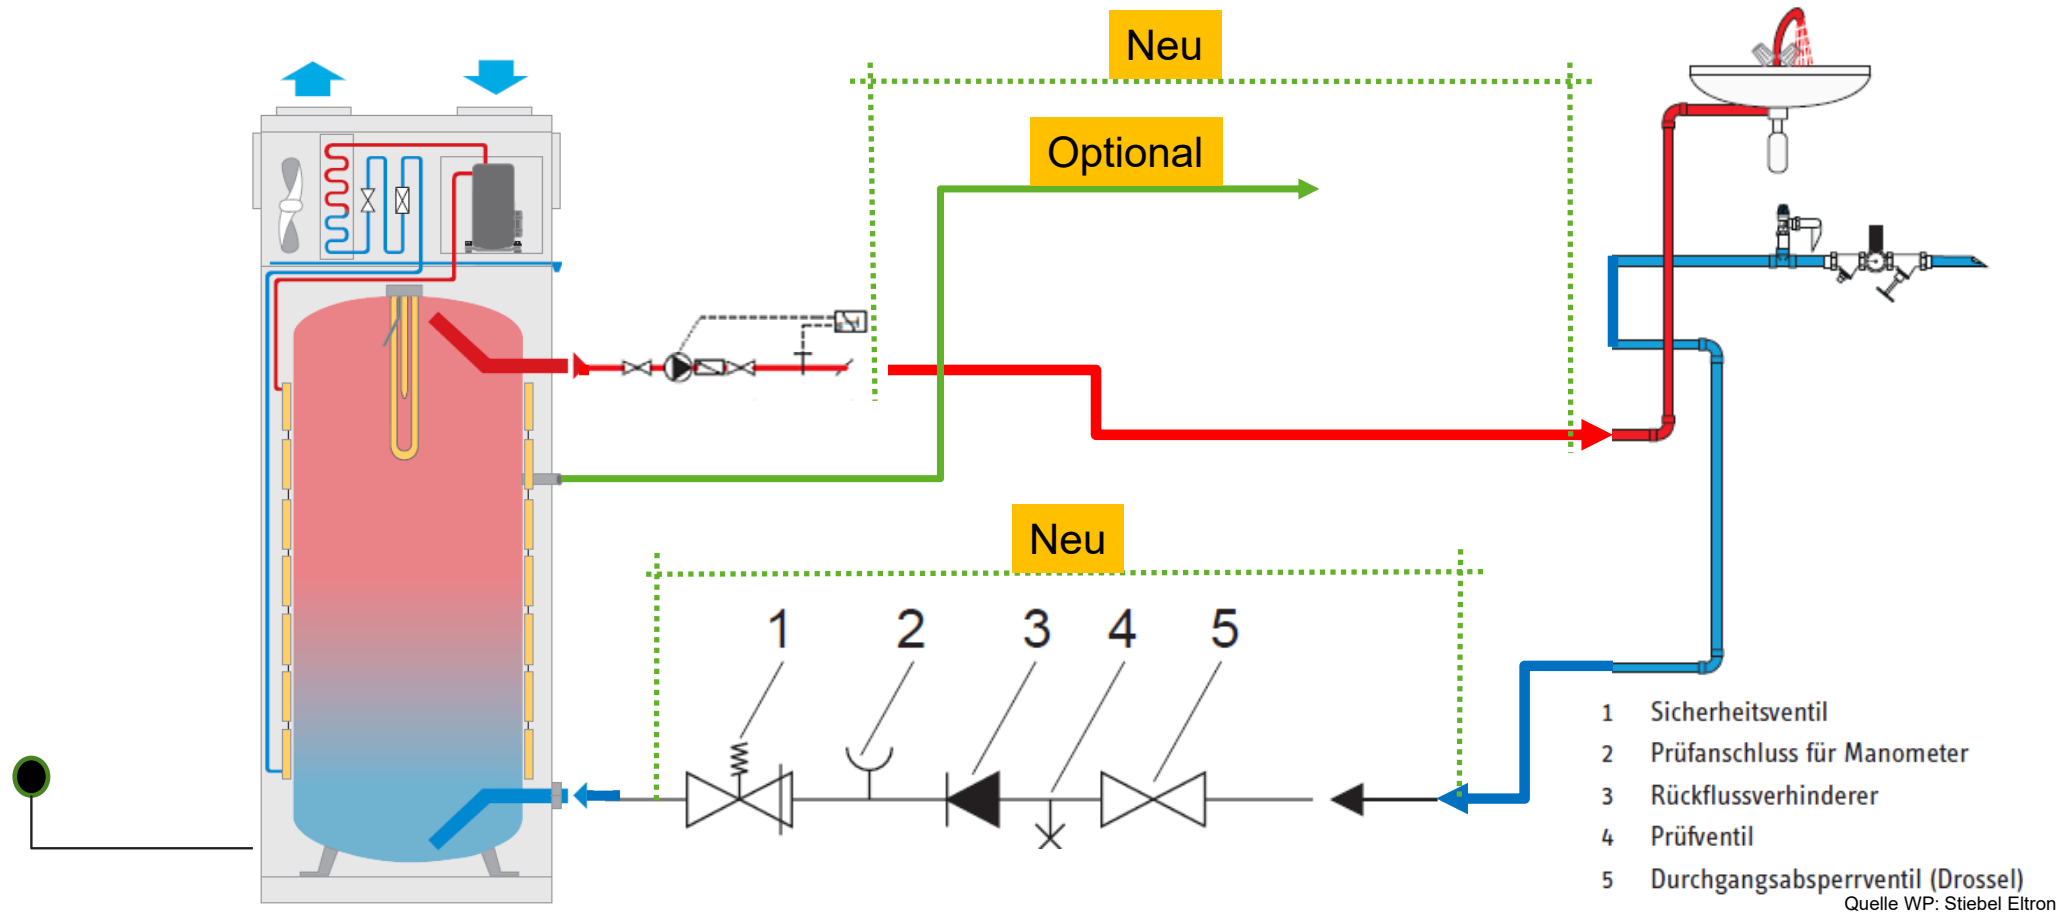 Neu
Optional
Neu
1 2 3 4 5
1 Sicherheitsventil
2 Prüfanschluss für Manometer
3 Rückflussverhinderer
4 Prüfventil
5 Durchgangsabsperrventil (Drossel)
Quelle WP: Stiebel Eltron